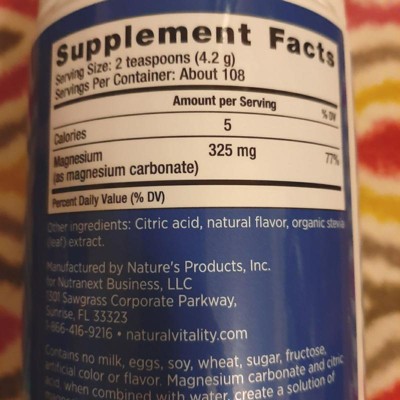 Supplement Facts
Serving Size: 2 teaspoons (4.2 g)
Servings Per Container: About 108
Amount per Serving % DV
Calories 5
Magnesium 325 mg 77%
(as magnesium carbonate)
Percent Daily Value (% DV)
Other ingredients: Citric acid, natural flavor, organic stevia
(leaf) extract.
Manufactured by Nature's Products, Inc.
for Nutranext Business, LLC
1301 Sawgrass Corporate Parkway,
Sunrise, FL 33323
1-866-416-9216 • naturalvitality.com
Contains no milk, eggs, soy, wheat, sugar, fructose,
artificial color or flavor. Magnesium carbonate and citric
acid, when combined with water, create a solution of